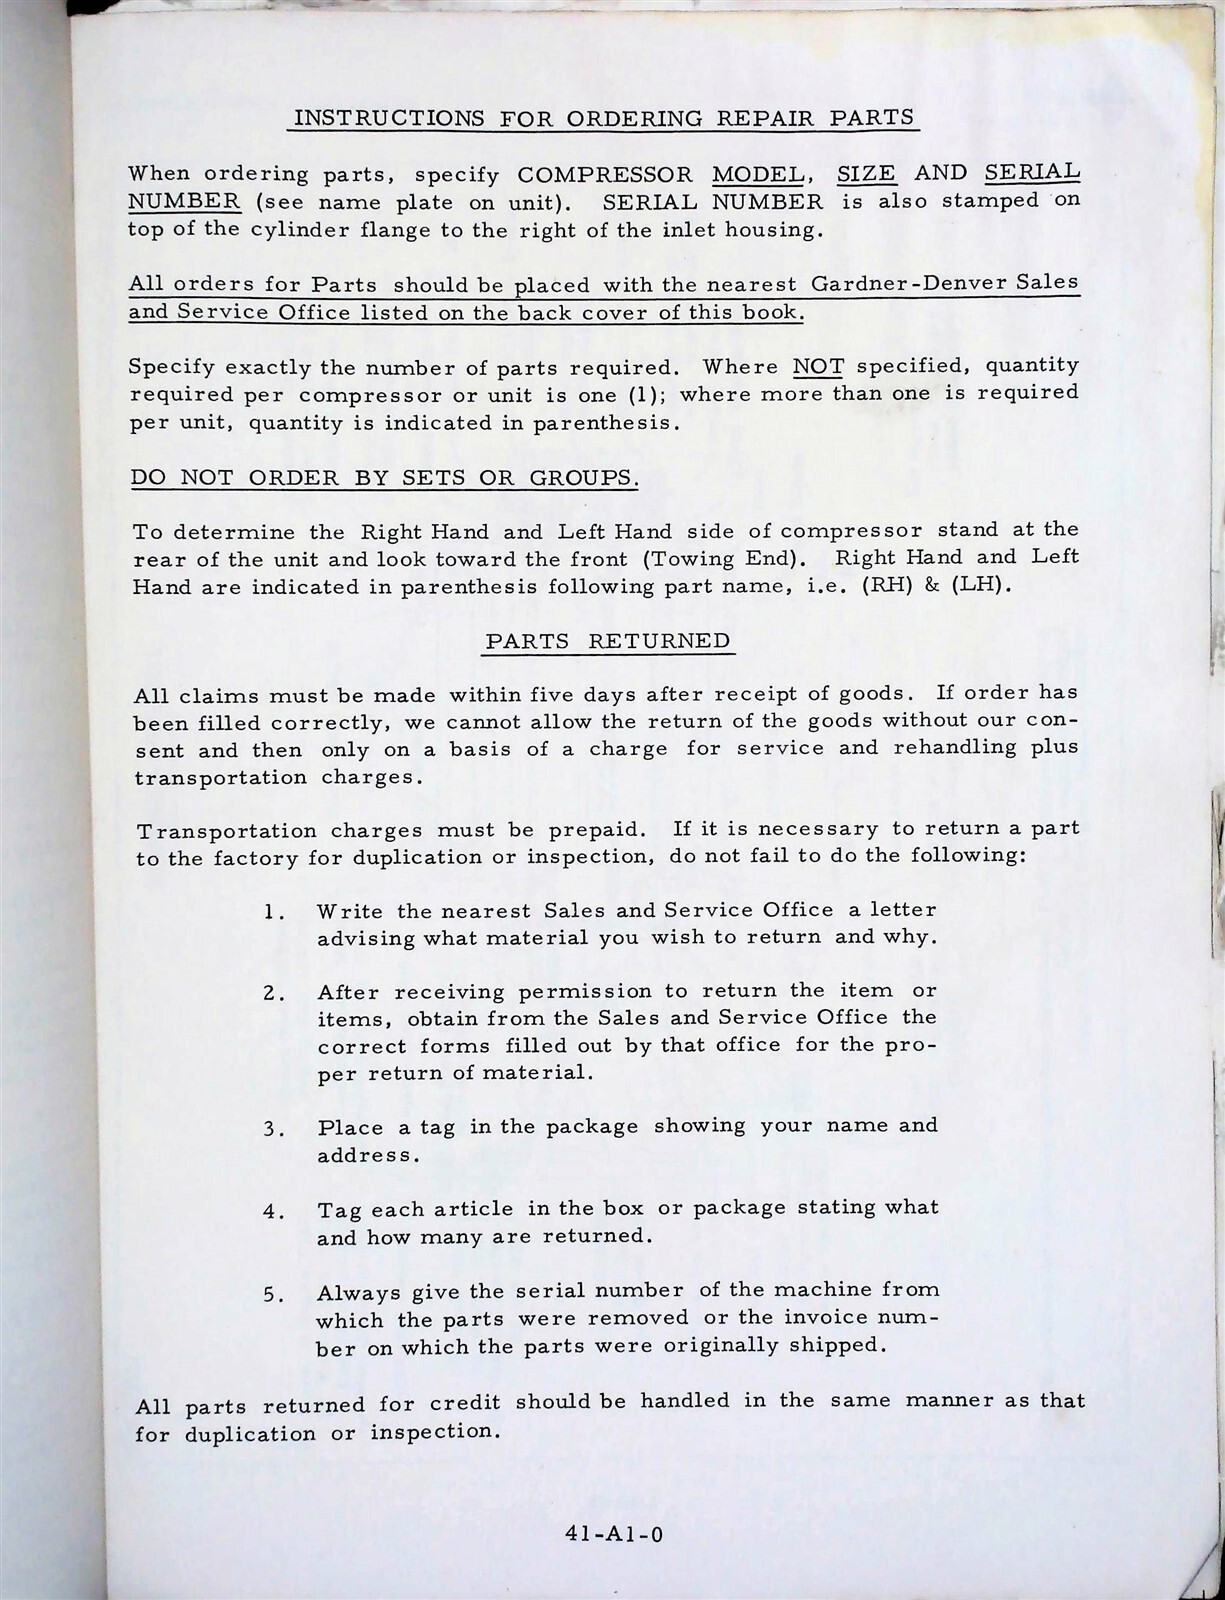 INSTRUCTIONS FOR ORDERING REPAIR PARTS
When ordering parts, specify COMPRESSOR MODEL, SIZE AND SERIAL
NUMBER (see name plate on unit). SERIAL NUMBER is also stamped on
top of the cylinder flange to the right of the inlet housing.
All orders for Parts should be placed with the nearest Gardner-Denver Sales
and Service Office listed on the back cover of this book.
Specify exactly the number of parts required. Where NOT specified, quantity
required per compressor or unit is one (1); where more than one is required
per unit, quantity is indicated in parenthesis.
DO NOT ORDER BY SETS OR GROUPS.
To determine the Right Hand and Left Hand side of compressor stand at the
rear of the unit and look toward the front (Towing End). Right Hand and Left
Hand are indicated in parenthesis following part name, i.e. (RH) & (LH).
PARTS RETURNED
All claims must be made within five days after receipt of goods. If order has
been filled correctly, we cannot allow the return of the goods without our con-
sent and then only on a basis of a charge for service and rehandling plus
transportation charges.
Transportation charges must be prepaid. If it is necessary to return a part
to the factory for duplication or inspection, do not fail to do the following:
1. Write the nearest Sales and Service Office a letter
advising what material you wish to return and why.
2. After receiving permission to return the item or
items, obtain from the Sales and Service Office the
correct forms filled out by that office for the pro-
per return of material.
3. Place a tag in the package showing your name and
address.
4. Tag each article in the box or package stating what
and how many are returned.
5. Always give the serial number of the machine from
which the parts were removed or the invoice num-
ber on which the parts were originally shipped.
All parts returned for credit should be handled in the same manner as that
for duplication or inspection.
41-A1-0